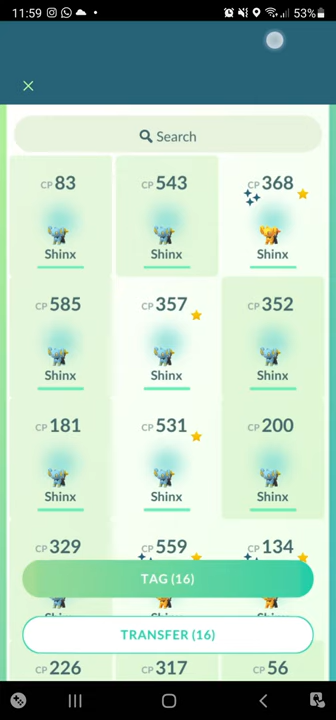 11:59
53%
Search
CP 83
CP 543
CP 368
Shinx
Shinx
Shinx
CP 585
CP 357
CP 352
Shinx
Shinx
Shinx
CP 181
CP 531
CP 200
Shinx
Shinx
Shinx
CP 329
CP 559
CP 134
TAG (16)
TRANSFER (16)
CP 226
CP 317
CP 56